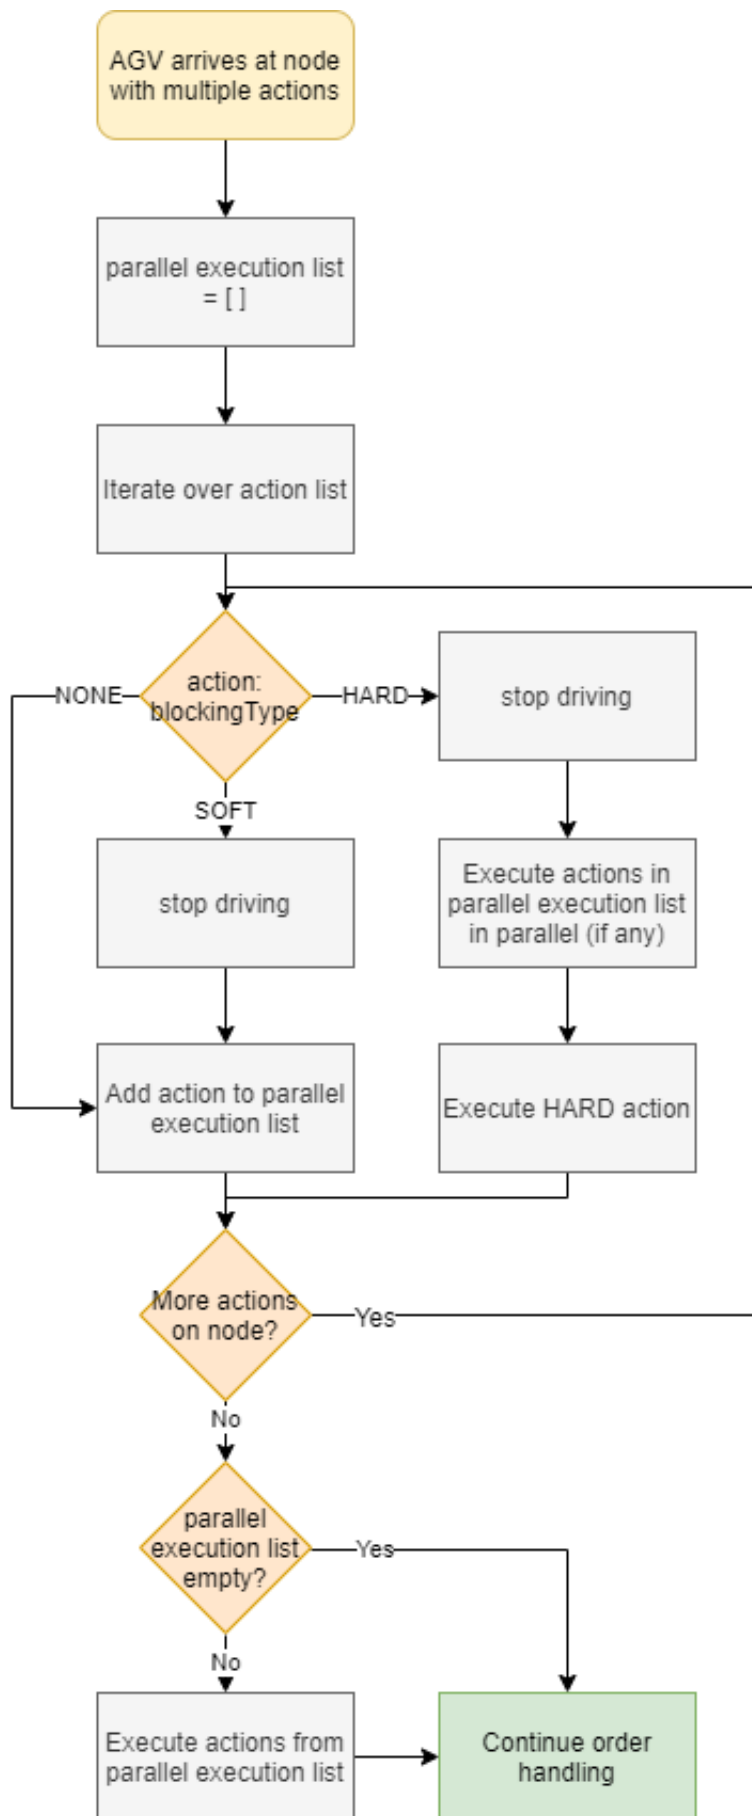 AGV arrives at node
with multiple actions
parallel execution list
= [ ]
Iterate over action list
action:
blockingType
NONE
HARD
stop driving
SOFT
stop driving
Execute actions in
parallel execution list
in parallel (if any)
Add action to parallel
execution list
Execute HARD action
More actions
on node?
Yes
No
parallel
execution list
empty?
Yes
No
Execute actions from
parallel execution list
Continue order
handling